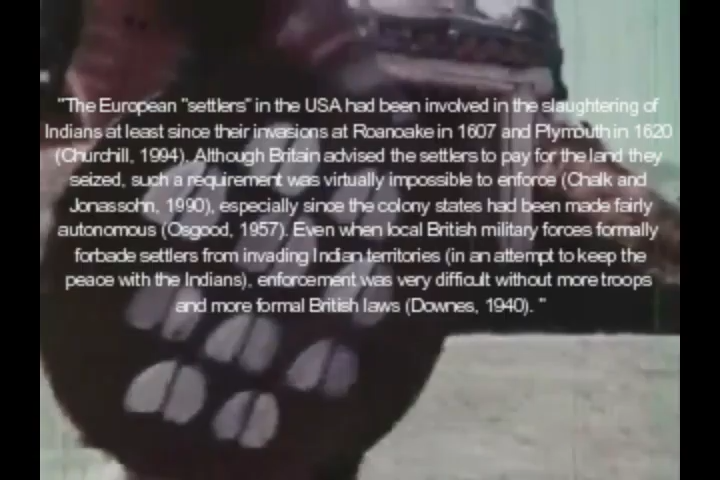 "The European "settlers" in the USA had been involved in the slaughtering of
Indians at least since their invasions at Roanoake in 1607 and Plymouth in 1620
(Churchill, 1994). Although Britain advised the settlers to pay for the land they
seized, such a requirement was virtually impossible to enforce (Chalk and
Jonassohn, 1990), especially since the colony states had been made fairly
autonomous (Osgood, 1957). Even when local British military forces formally
forbade settlers from invading Indian territories (in an attempt to keep the
peace with the Indians), enforcement was very difficult without more troops
and more formal British laws (Downes, 1940). "